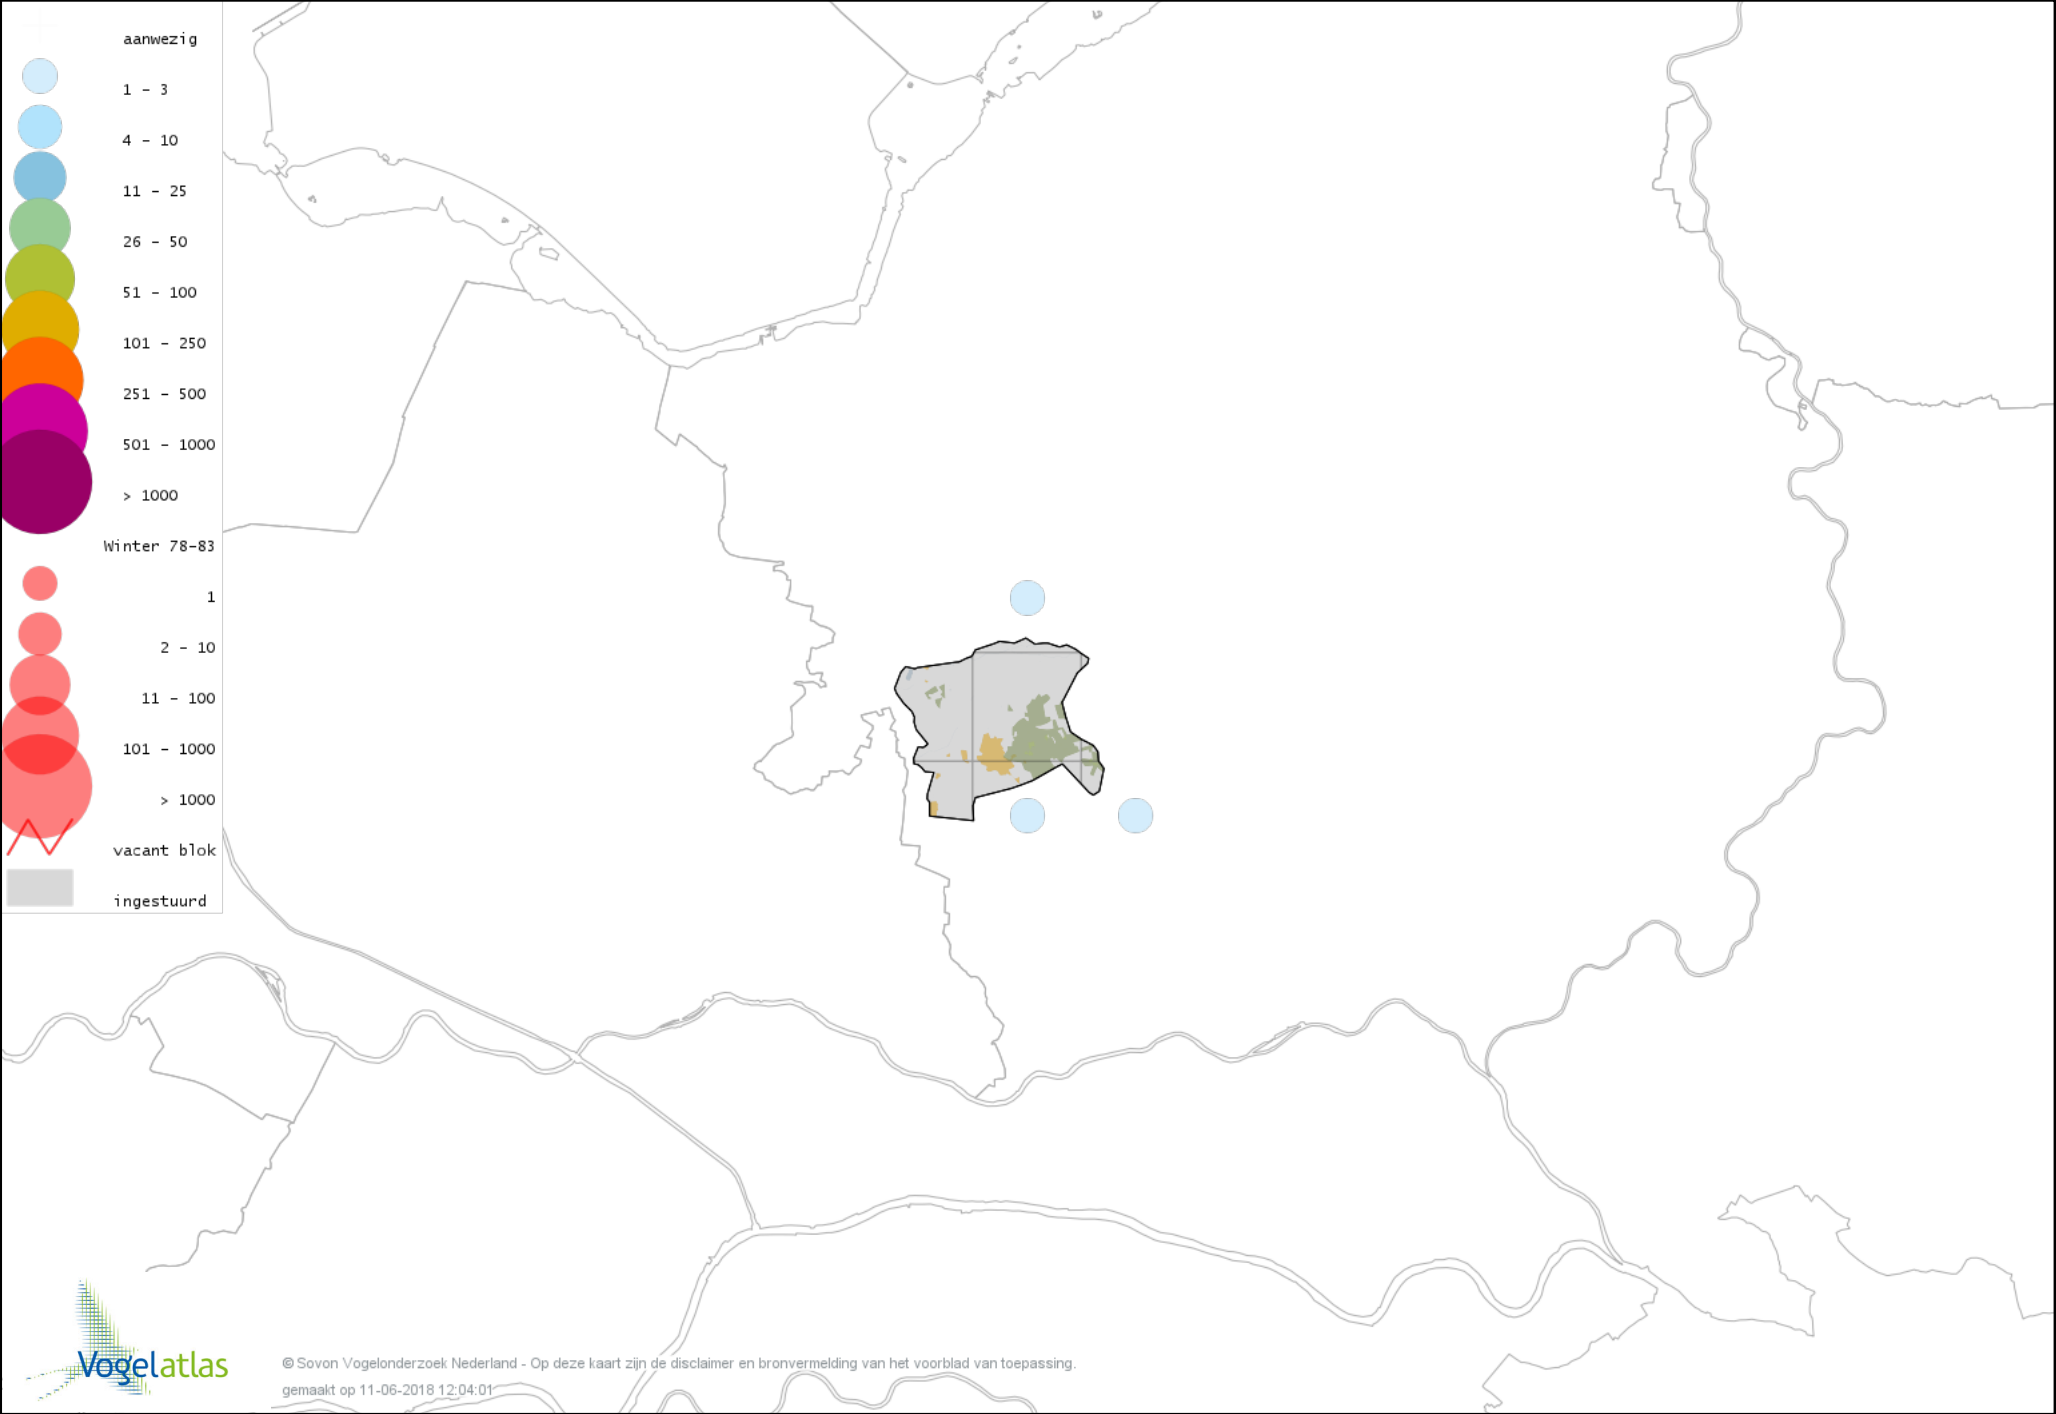 aanwezig
1 - 3
4 - 10
11 - 25
26 - 50
51 - 100
101 - 250
251 - 500
501 - 1000
> 1000
Winter 78-83
1
2 - 10
11 - 100
101 - 1000
> 1000
vacant blok
ingestuurd
Vogelatlas
© Sovon Vogelonderzoek Nederland - Op deze kaart zijn de disclaimer en bronvermelding van het voorblad van toepassing.
gemaakt op 11-06-2018 12:04:01